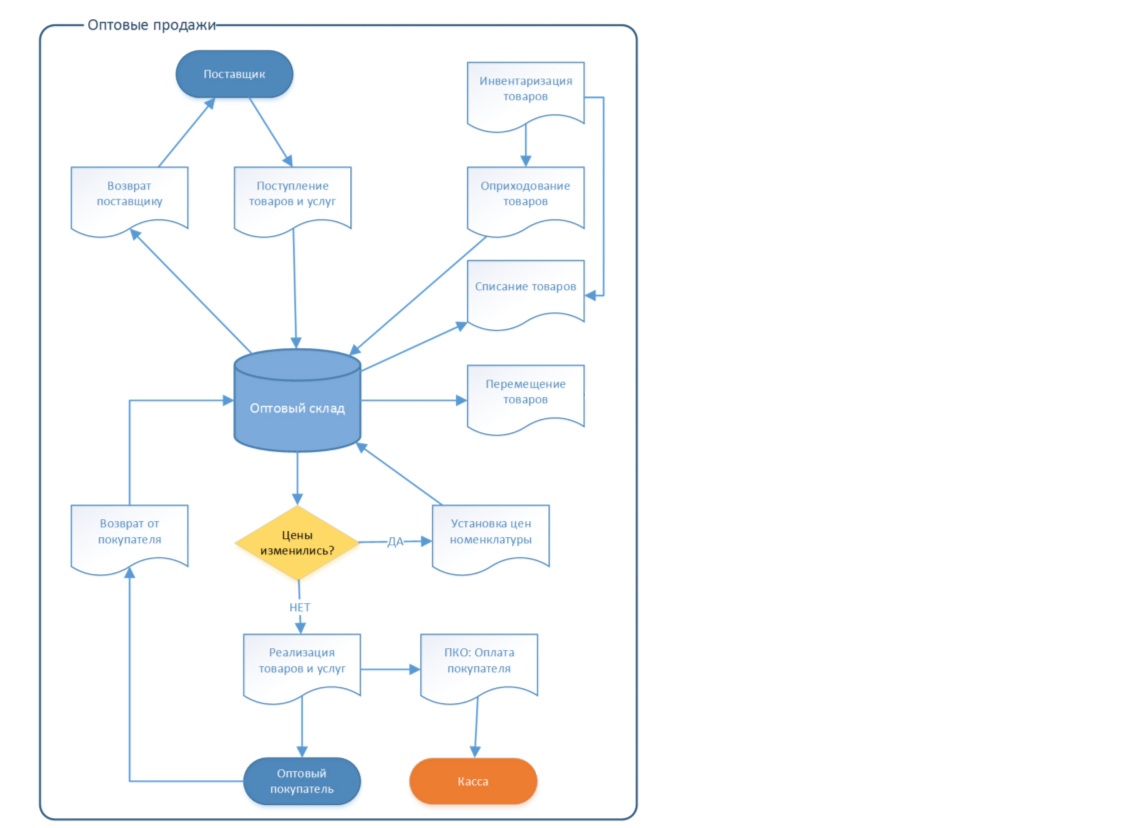 Оптовые продажи
Поставщик
Инвентаризация
товаров
Возврат
поставщику
Поступление
товаров и услуг
Оприходование
товаров
Списание товаров
Перемещение
товаров
Оптовый склад
Возврат от
покупателя
Цены
изменились?
ДА
Установка цен
номенклатуры
НЕТ
Реализация
товаров и услуг
ПКО: Оплата
покупателя
Оптовый
покупатель
Касса